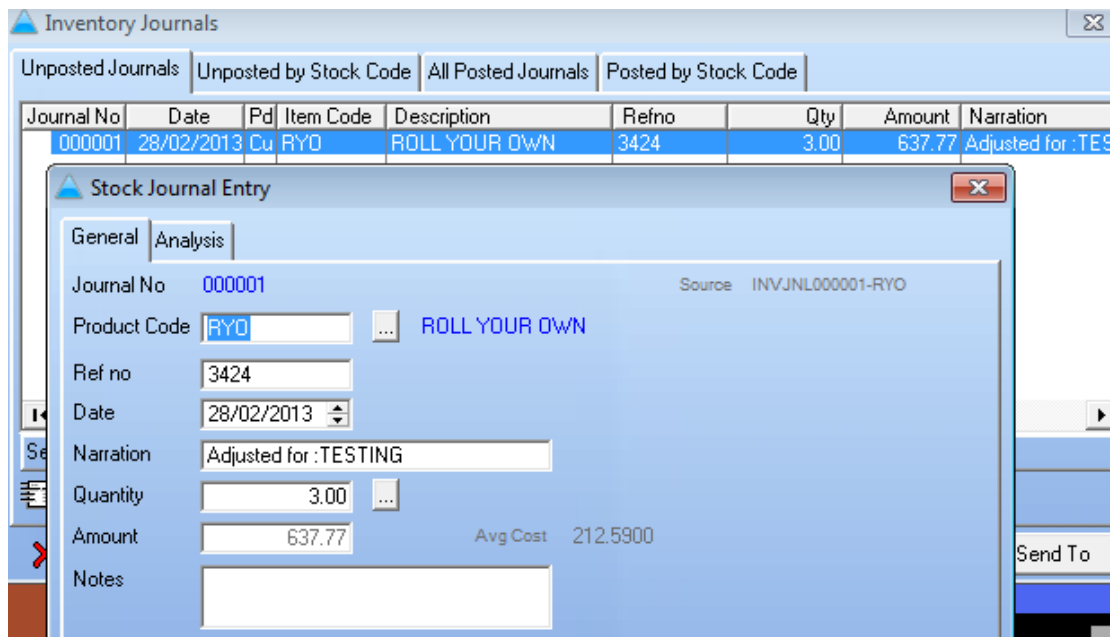 Inventory Journals
Unposted Journals Unposted by Stock Code All Posted Journals Posted by Stock Code
Journal No Date Pd Item Code Description Refno Qty Amount Narration
000001 28/02/2013 Cu RYO ROLL YOUR OWN 3424 3.00 637.77 Adjusted for :TES
Stock Journal Entry
General Analysis
Journal No 000001 Source INVJNL000001-RYO
Product Code RYO ... ROLL YOUR OWN
Ref no 3424
Date 28/02/2013
Se
Narration Adjusted for :TESTING
Quantity 3.00 ...
Amount 637.77 Avg Cost 212.5900
Send To
Notes